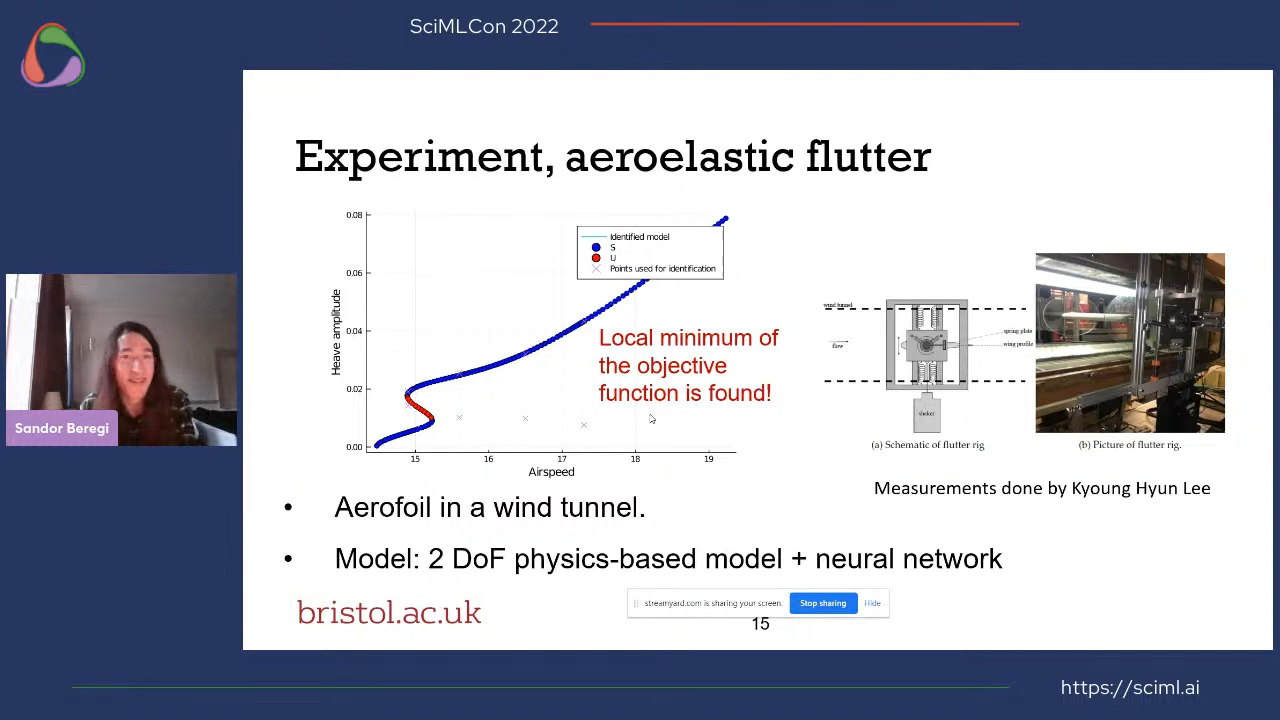 SciMLCon 2022
Experiment, aeroelastic flutter
0.08
0.06
0.04
0.02
0.00
Heave amplitude
15
16
17
18
19
Airspeed
Identified model
S
U
Points used for identification
Local minimum of
the objective
function is found!
wind tunnel
flow
spring plate
wing profile
shaker
(a) Schematic of flutter rig
(b) Picture of flutter rig.
Measurements done by Kyoung Hyun Lee
Sandor Beregi
• Aerofoil in a wind tunnel.
• Model: 2 DoF physics-based model + neural network
bristol.ac.uk
streamyard.com is sharing your screen.
Stop sharing
Hide
15
https://sciml.ai